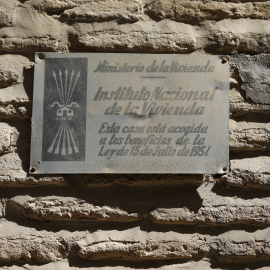 Ministerio de la Vivienda
Instituto Nacional
de la Vivienda
Esta casa está acogida
a los beneficios de la
Ley de 15 de Julio de 1954